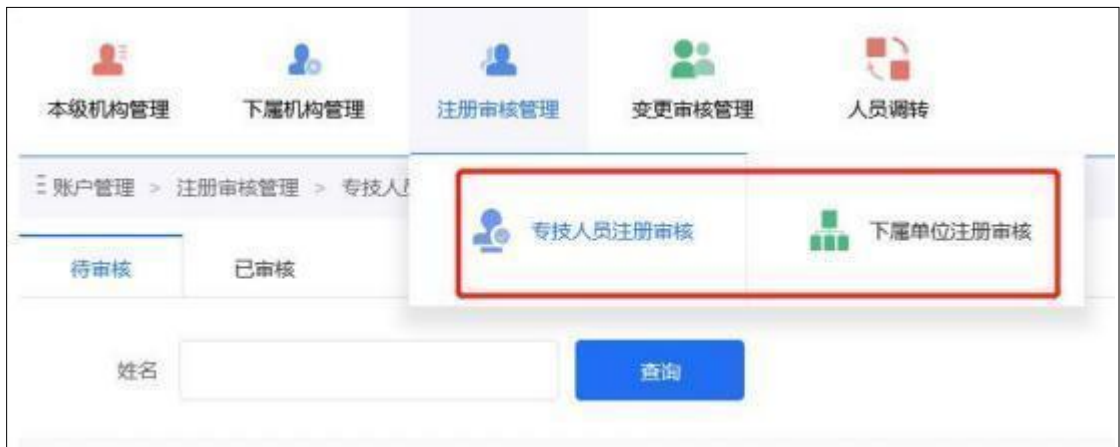 本级机构管理 下属机构管理 注册审核管理 变更审核管理 人员调转
账户管理 > 注册审核管理 > 专技人员
专技人员注册审核 下属单位注册审核
待审核 已审核
姓名 查询